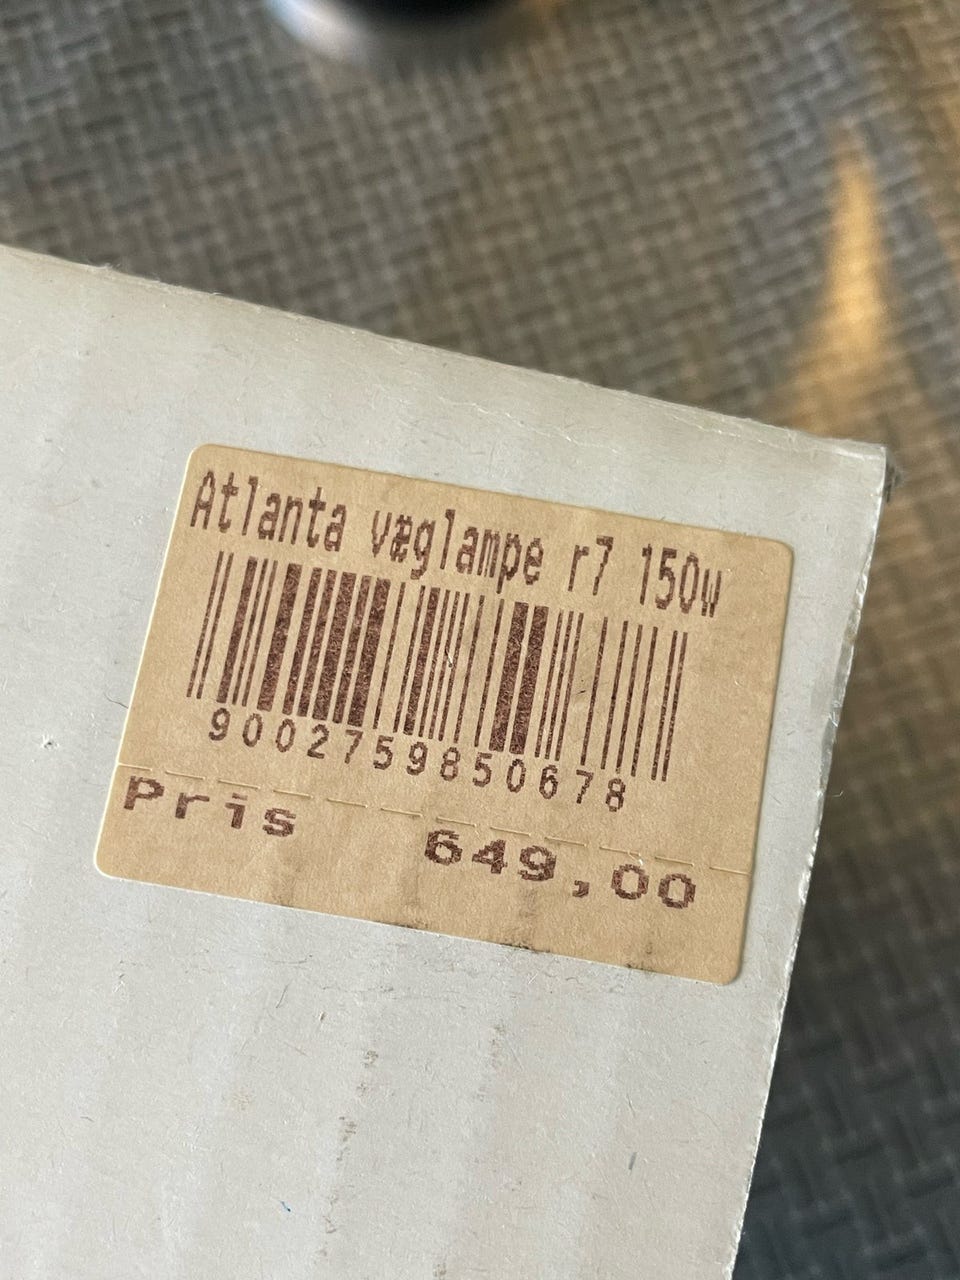 Atlanta væglampe r7 150w
9002759850678
Pris 649,00